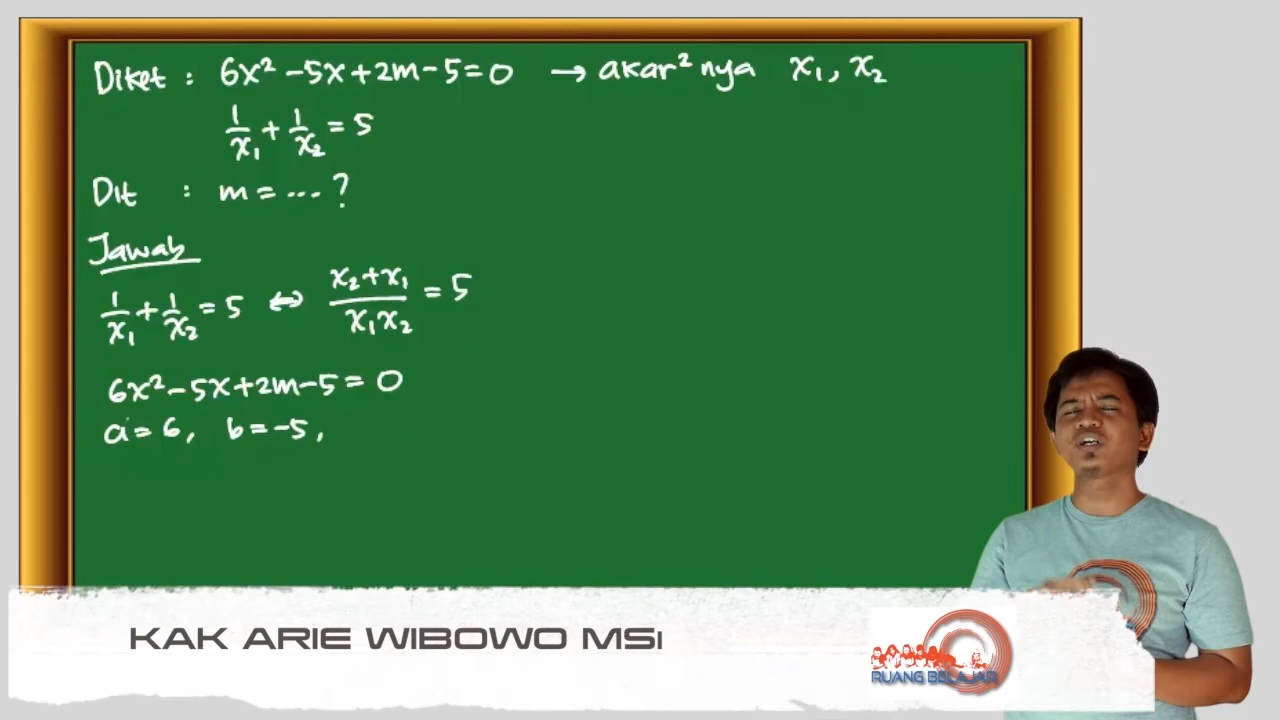 Diket : 6x² - 5x + 2m - 5 = 0 → akar² nya x₁, x₂
1/x₁ + 1/x₂ = 5
Dit : m = ... ?
Jawab
1/x₁ + 1/x₂ = 5 ⇔ (x₂ + x₁)/(x₁x₂) = 5
6x² - 5x + 2m - 5 = 0
a = 6, b = -5,
KAK ARIE WIBOWO MSi
RUANG BELAJAR